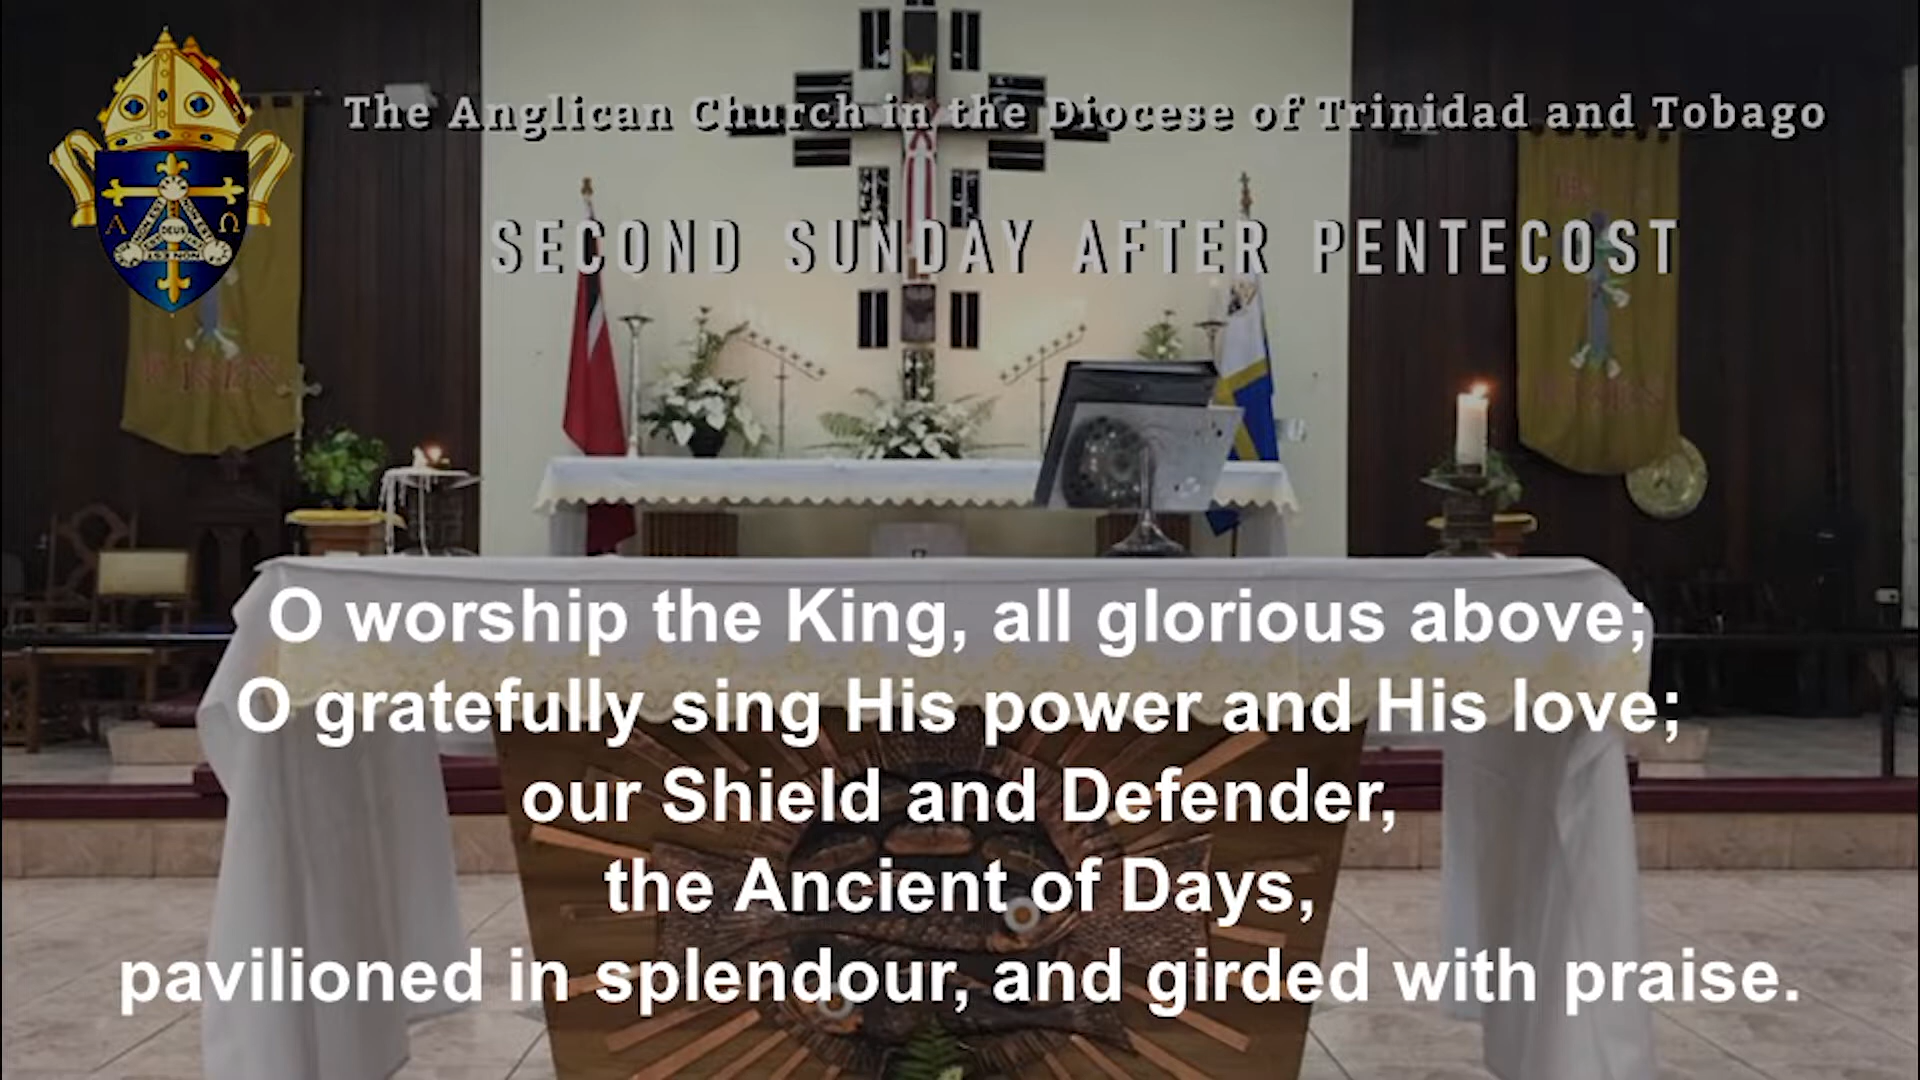 The Anglican Church in the Diocese of Trinidad and Tobago
SECOND SUNDAY AFTER PENTECOST
Α Ω
DEUS
O worship the King, all glorious above;
O gratefully sing His power and His love;
our Shield and Defender,
the Ancient of Days,
pavilioned in splendour, and girded with praise.